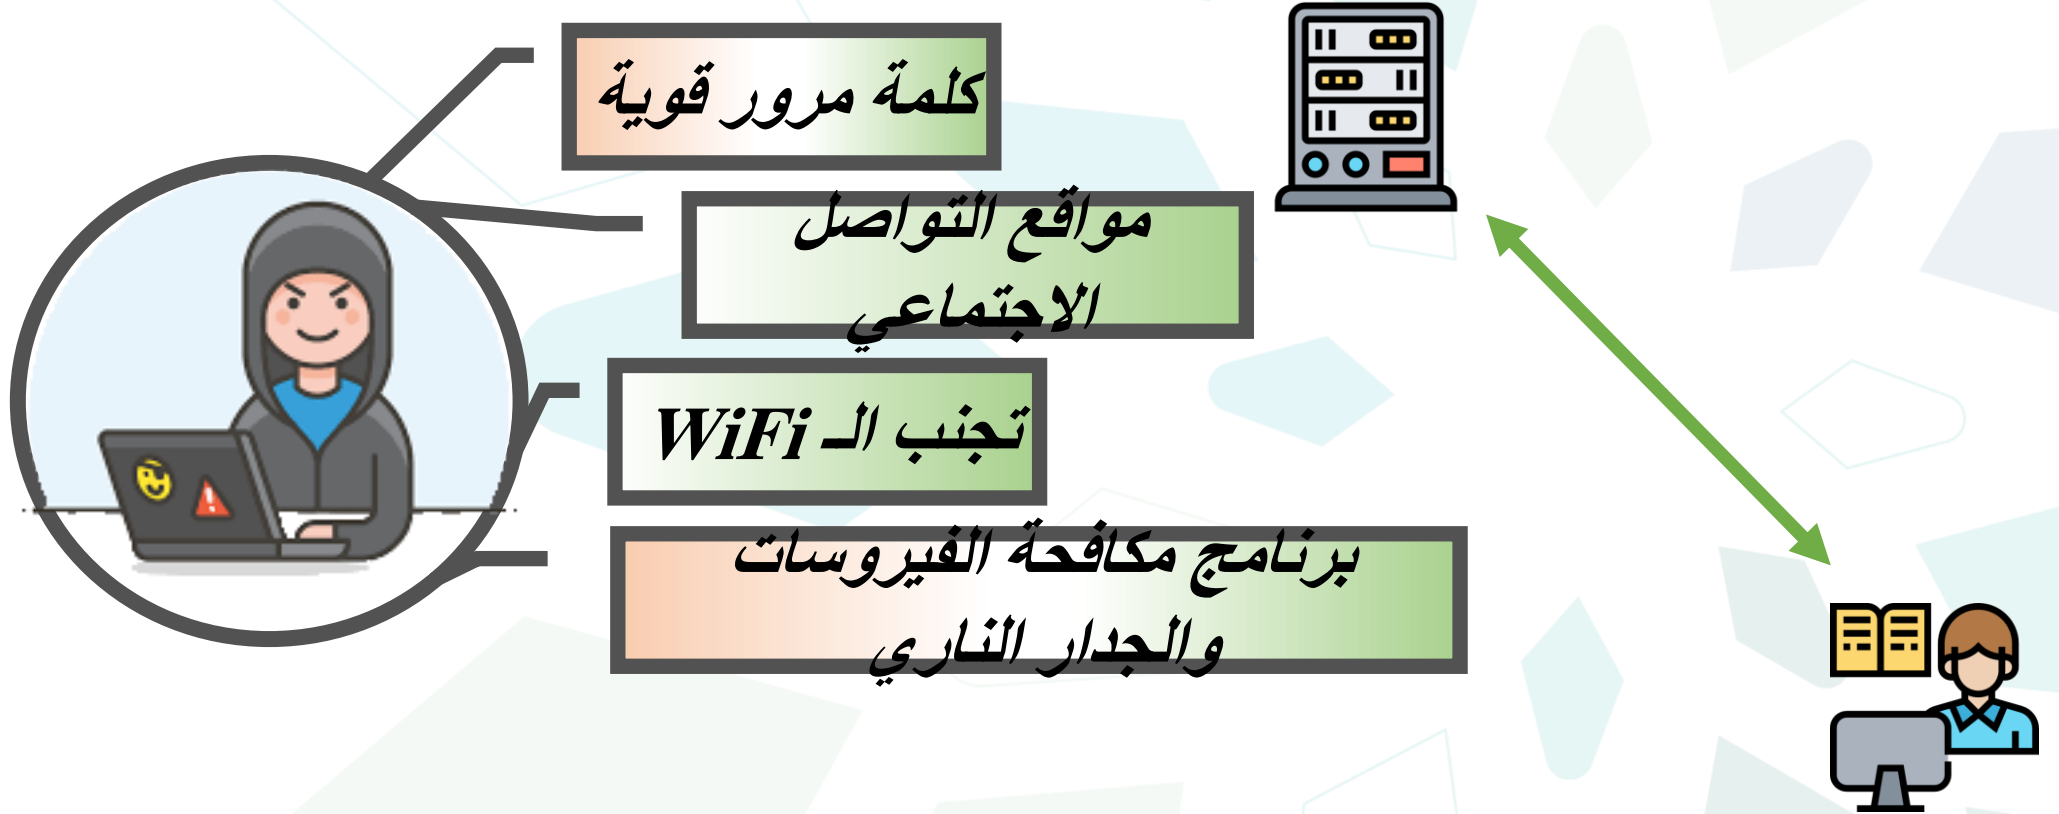 كلمة مرور قوية
مواقع التواصل
الاجتماعي
تجنب الـ WiFi
برنامج مكافحة الفيروسات
والجدار الناري